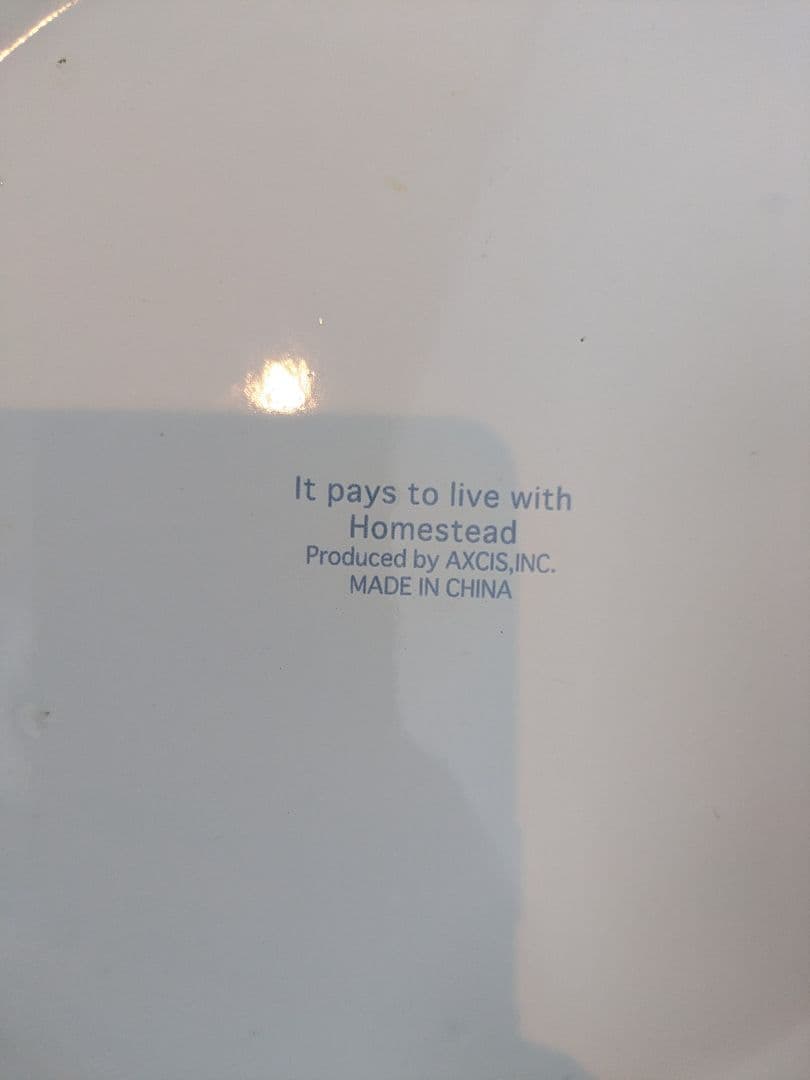 It pays to live with
Homestead
Produced by AXCIS,INC.
MADE IN CHINA